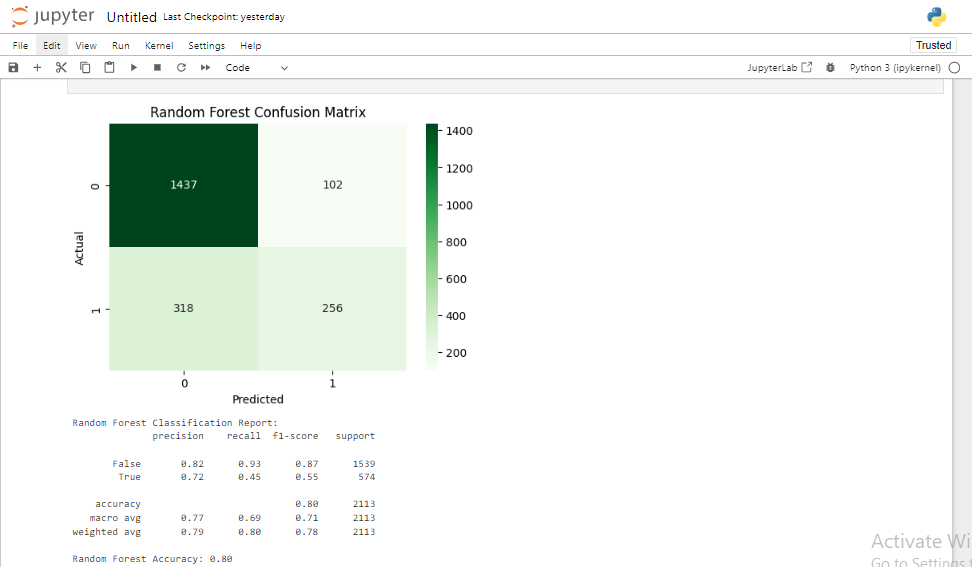 jupyter Untitled Last Checkpoint: yesterday
File Edit View Run Kernel Settings Help Trusted
Code JupyterLab Python 3 (ipykernel)
Random Forest Confusion Matrix
1400
0 1437 102
1200
1000
Actual
800
600
1 318 256
400
200
0 1
Predicted
Random Forest Classification Report:
precision recall f1-score support
False 0.82 0.93 0.87 1539
True 0.72 0.45 0.55 574
accuracy 0.80 2113
macro avg 0.77 0.69 0.71 2113
weighted avg 0.79 0.80 0.78 2113
Random Forest Accuracy: 0.80
Activate Wi
Go to Settings